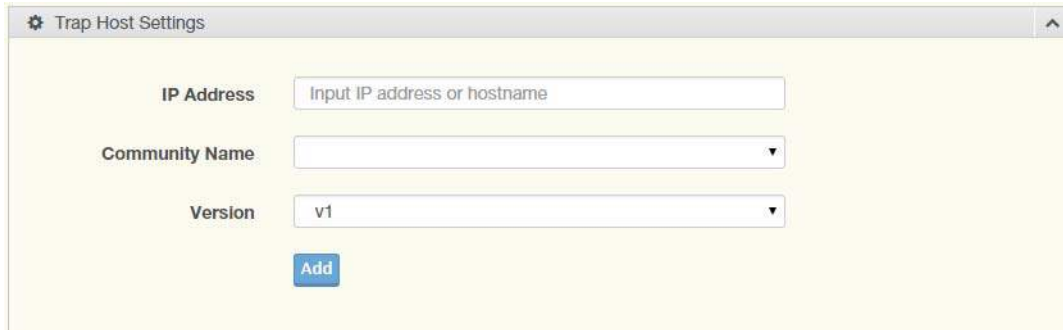 Trap Host Settings
IP Address
Input IP address or hostname
Community Name
Version
v1
Add